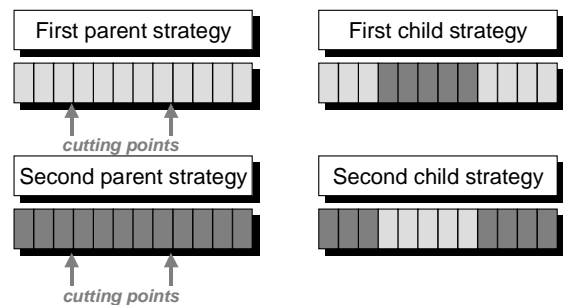 First parent strategy
First child strategy
cutting points
Second parent strategy
Second child strategy
cutting points